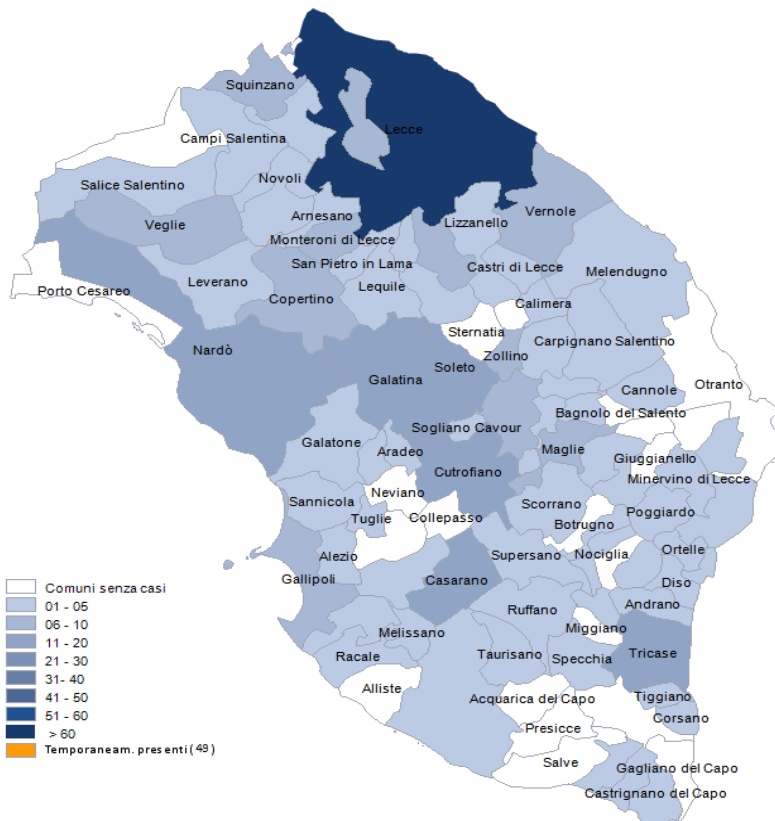 Squinzano
Lecce
Campi Salentina
Novoli
Salice Salentino
Arnesano
Vernole
Veglie
Lizzanello
Monteroni di Lecce
San Pietro in Lama
Castri di Lecce
Melendugno
Leverano
Lequile
Porto Cesareo
Copertino
Calimera
Sternatia
Carpignano Salentino
Nardò
Zollino
Soleto
Galatina
Otranto
Cannole
Bagnolo del Salento
Sogliano Cavour
Galatone
Aradeo
Maglie
Giuggianello
Cutrofiano
Minervino di Lecce
Neviano
Sannicola
Scorrano
Poggiardo
Tuglie
Collepasso
Botrugno
Alezio
Supersano
Nociglia
Ortelle
Gallipoli
Casarano
Diso
Andrano
Ruffano
Miggiano
Melissano
Racale
Taurisano
Specchia
Tricase
Alliste
Acquarica del Capo
Tiggiano
Corsano
Presicce
Salve
Gagliano del Capo
Castrignano del Capo
Comuni senza casi
01 - 05
06 - 10
11 - 20
21 - 30
31- 40
41 - 50
51 - 60
> 60
Temporaneam. presenti ( 49 )